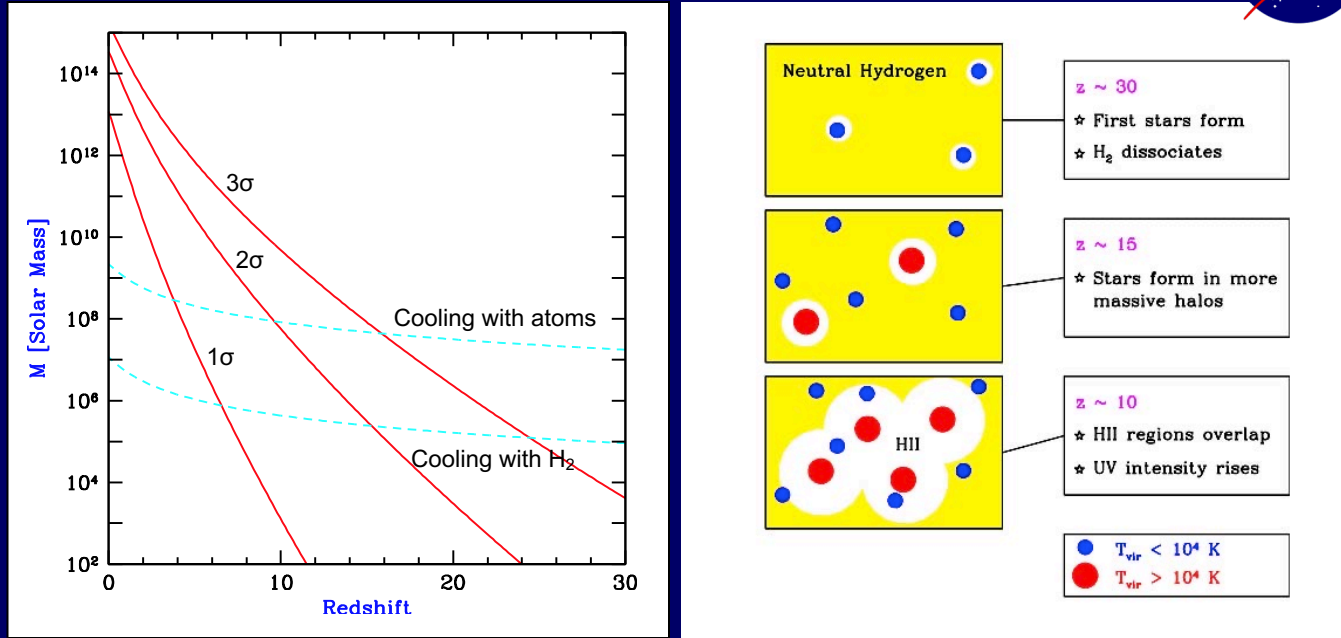 10¹⁴
10¹²
10¹⁰
10⁸
10⁶
10⁴
10²
M [Solar Mass]
3σ
2σ
1σ
Cooling with atoms
Cooling with H₂
0 10 20 30
Redshift
Neutral Hydrogen
z ~ 30
☆ First stars form
☆ H₂ dissociates
z ~ 15
☆ Stars form in more
massive halos
HII
z ~ 10
☆ HII regions overlap
☆ UV intensity rises
T_vir < 10⁴ K
T_vir > 10⁴ K